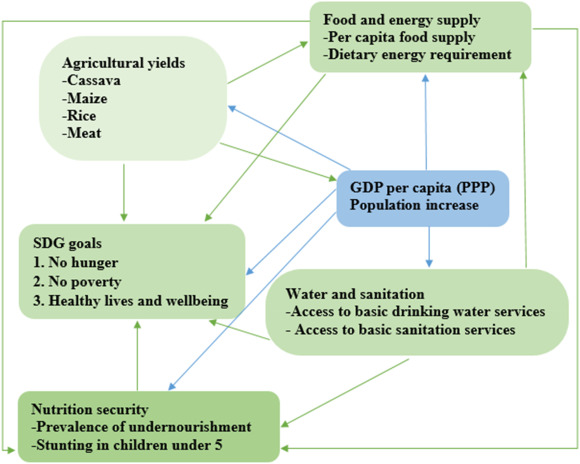 Food and energy supply
-Per capita food supply
-Dietary energy requirement
Agricultural yields
-Cassava
-Maize
-Rice
-Meat
GDP per capita (PPP)
Population increase
SDG goals
1. No hunger
2. No poverty
3. Healthy lives and wellbeing
Water and sanitation
-Access to basic drinking water services
- Access to basic sanitation services
Nutrition security
-Prevalence of undernourishment
-Stunting in children under 5